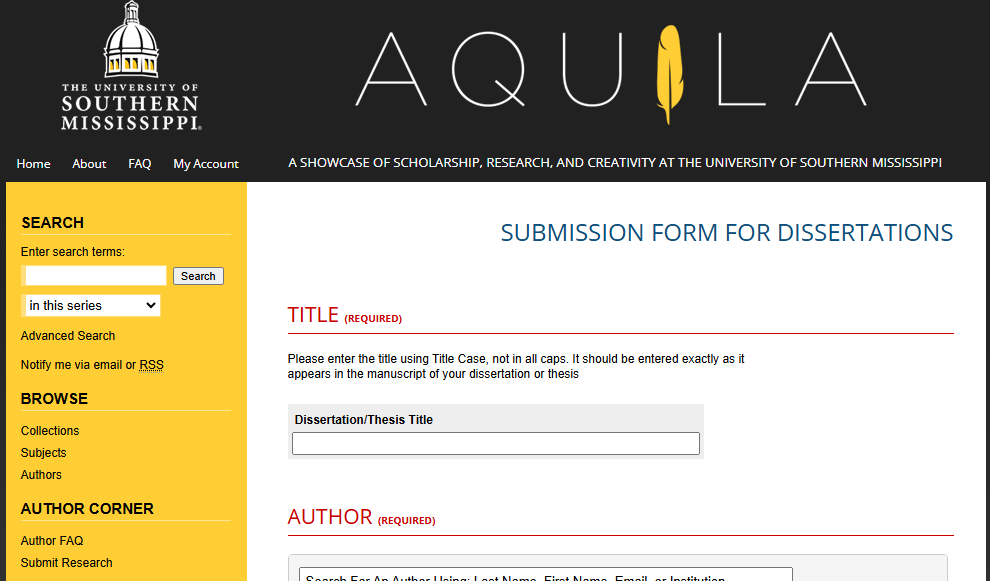 THE UNIVERSITY OF
SOUTHERN
MISSISSIPPI.
AQUILA
Home About FAQ My Account
A SHOWCASE OF SCHOLARSHIP, RESEARCH, AND CREATIVITY AT THE UNIVERSITY OF SOUTHERN MISSISSIPPI
SEARCH
Enter search terms:
Search
in this series
Advanced Search
Notify me via email or RSS
BROWSE
Collections
Subjects
Authors
AUTHOR CORNER
Author FAQ
Submit Research
SUBMISSION FORM FOR DISSERTATIONS
TITLE (REQUIRED)
Please enter the title using Title Case, not in all caps. It should be entered exactly as it
appears in the manuscript of your dissertation or thesis
Dissertation/Thesis Title
AUTHOR (REQUIRED)
Search For An Author Using: Last Name, First Name, Email, or Institution